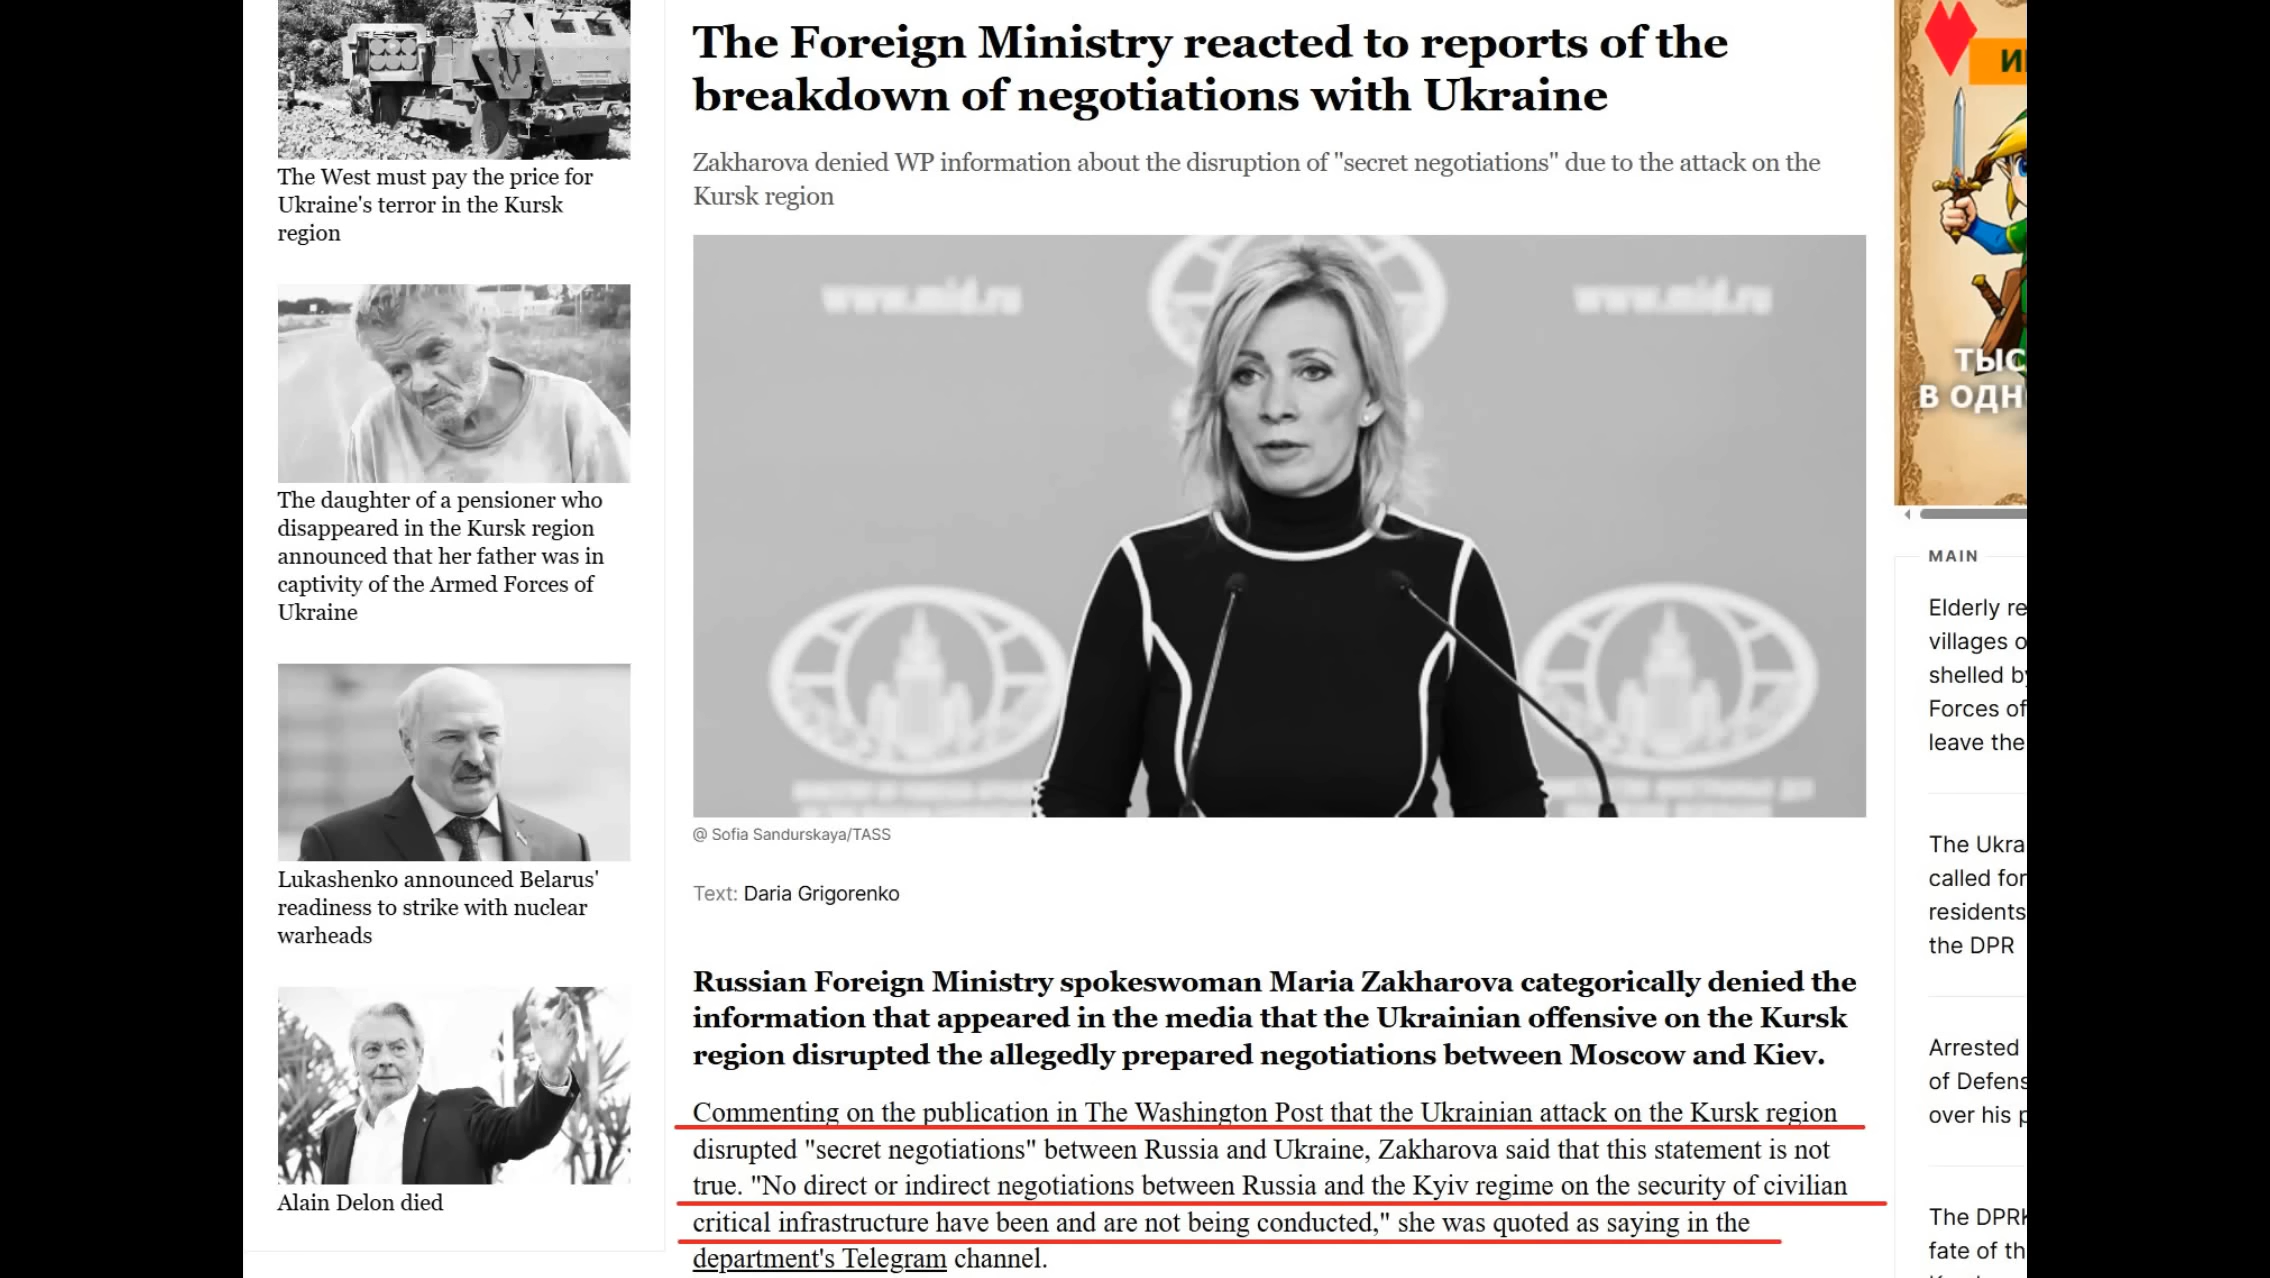 The West must pay the price for
Ukraine's terror in the Kursk
region
The daughter of a pensioner who
disappeared in the Kursk region
announced that her father was in
captivity of the Armed Forces of
Ukraine
Lukashenko announced Belarus'
readiness to strike with nuclear
warheads
Alain Delon died
The Foreign Ministry reacted to reports of the
breakdown of negotiations with Ukraine
Zakharova denied WP information about the disruption of "secret negotiations" due to the attack on the
Kursk region
www.mid.ru
www.mid.ru
@ Sofia Sandurskaya/TASS
Text: Daria Grigorenko
Russian Foreign Ministry spokeswoman Maria Zakharova categorically denied the
information that appeared in the media that the Ukrainian offensive on the Kursk
region disrupted the allegedly prepared negotiations between Moscow and Kiev.
Commenting on the publication in The Washington Post that the Ukrainian attack on the Kursk region
disrupted "secret negotiations" between Russia and Ukraine, Zakharova said that this statement is not
true. "No direct or indirect negotiations between Russia and the Kyiv regime on the security of civilian
critical infrastructure have been and are not being conducted," she was quoted as saying in the
department's Telegram channel.
В ОДН
MAIN
Elderly re
villages o
shelled by
Forces of
leave the
The Ukra
called for
residents
the DPR
Arrested
of Defens
over his p
The DPRK
fate of th